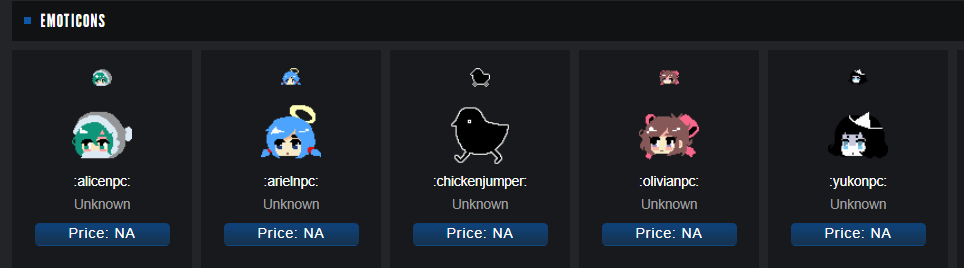 EMOTICONS
:alicenpc: :arielnpc: :chickenjumper: :olivianpc: :yukonpc:
Unknown Unknown Unknown Unknown Unknown
Price: NA Price: NA Price: NA Price: NA Price: NA